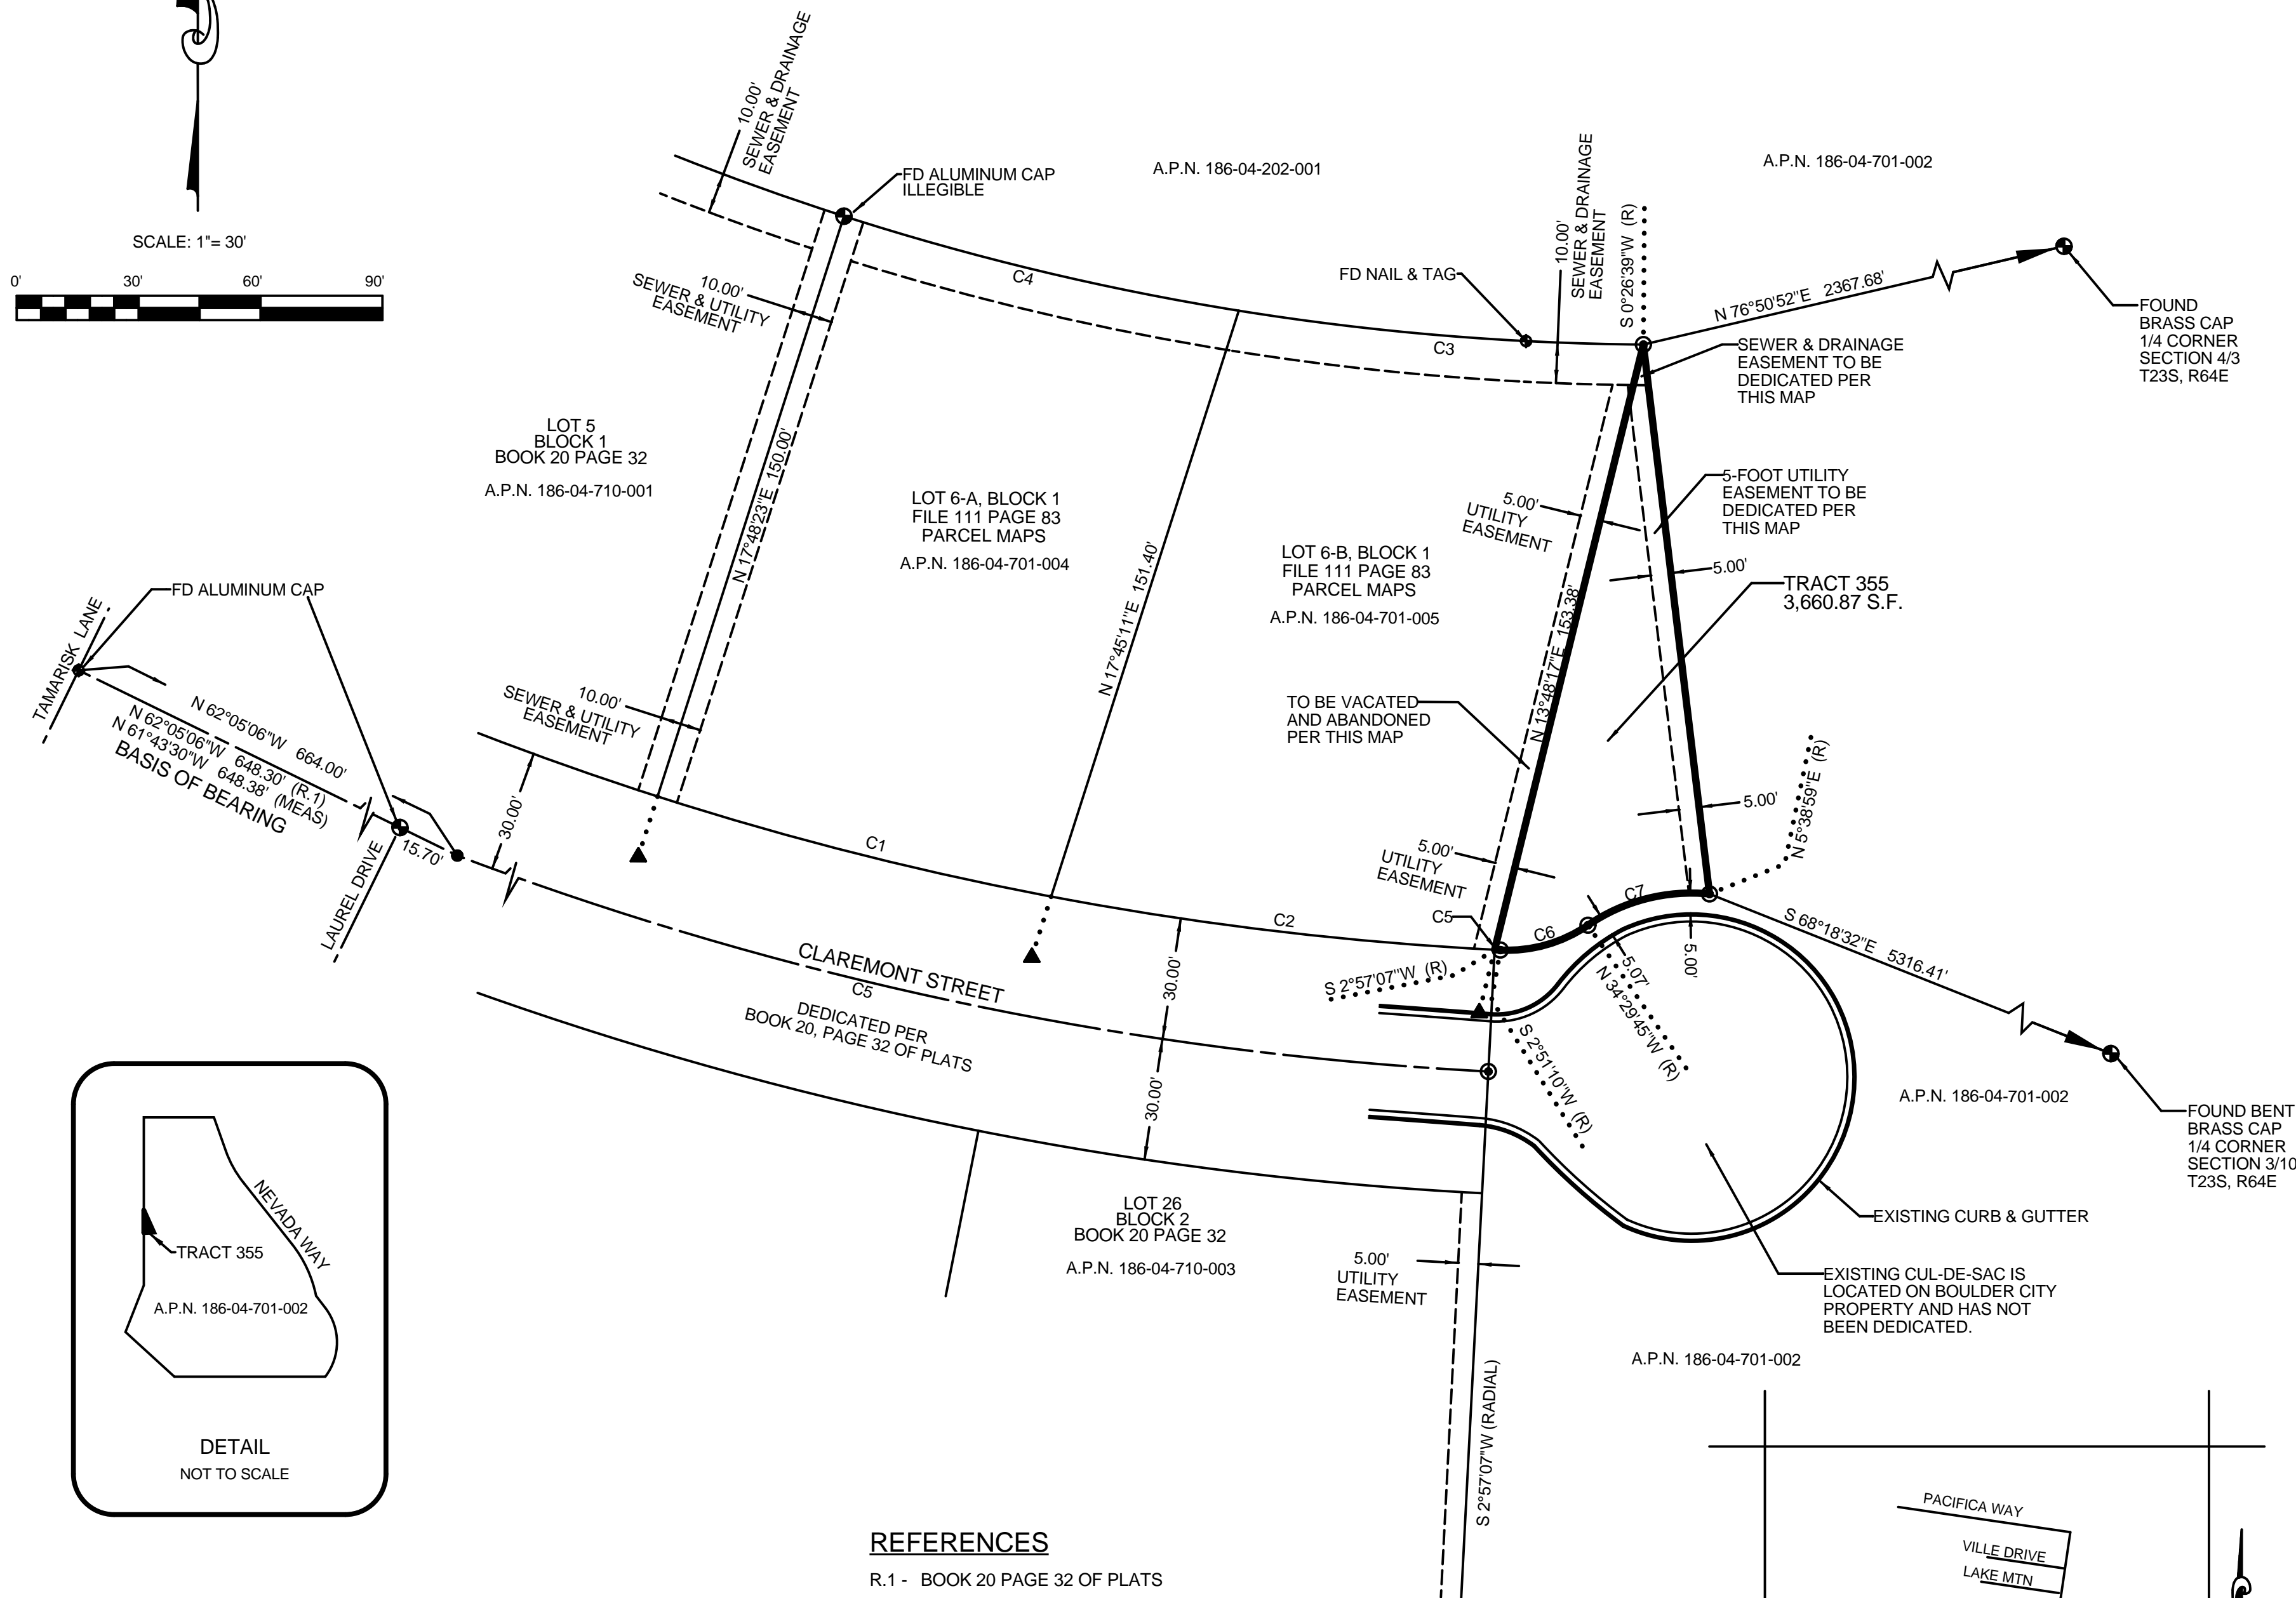 SCALE: 1"= 30'
0' 30' 60' 90'
10.00'
SEWER & DRAINAGE
EASEMENT
FD ALUMINUM CAP
ILLEGIBLE
A.P.N. 186-04-202-001
A.P.N. 186-04-701-002
10.00'
SEWER & DRAINAGE
EASEMENT
S 0°26'39"W (R)
FD NAIL & TAG
N 76°50'52"E 2367.68'
FOUND
BRASS CAP
1/4 CORNER
SECTION 4/3
T23S, R64E
C4
C3
10.00'
SEWER & UTILITY
EASEMENT
SEWER & DRAINAGE
EASEMENT TO BE
DEDICATED PER
THIS MAP
LOT 5
BLOCK 1
BOOK 20 PAGE 32
A.P.N. 186-04-710-001
N 17°48'23"E 150.00'
LOT 6-A, BLOCK 1
FILE 111 PAGE 83
PARCEL MAPS
A.P.N. 186-04-701-004
N 17°45'11"E 151.40'
LOT 6-B, BLOCK 1
FILE 111 PAGE 83
PARCEL MAPS
A.P.N. 186-04-701-005
5.00'
UTILITY
EASEMENT
N 13°48'17"E 153.38'
5-FOOT UTILITY
EASEMENT TO BE
DEDICATED PER
THIS MAP
5.00'
TRACT 355
3,660.87 S.F.
FD ALUMINUM CAP
TAMARISK LANE
N 62°05'06"W 664.00'
N 62°05'06"W 648.30' (R.1)
N 61°43'30"W 648.38' (MEAS)
BASIS OF BEARING
15.70'
LAUREL DRIVE
10.00'
SEWER & UTILITY
EASEMENT
30.00'
TO BE VACATED
AND ABANDONED
PER THIS MAP
5.00'
N 5°38'59"E (R)
C1
C2
5.00'
UTILITY
EASEMENT
C5
C6
C7
S 68°18'32"E 5316.41'
CLAREMONT STREET
C5
DEDICATED PER
BOOK 20, PAGE 32 OF PLATS
30.00'
30.00'
S 2°57'07"W (R)
5.07'
N 34°29'45"W (R)
5.00'
S 2°51'10"W (R)
A.P.N. 186-04-701-002
FOUND BENT
BRASS CAP
1/4 CORNER
SECTION 3/10
T23S, R64E
LOT 26
BLOCK 2
BOOK 20 PAGE 32
A.P.N. 186-04-710-003
5.00'
UTILITY
EASEMENT
EXISTING CURB & GUTTER
EXISTING CUL-DE-SAC IS
LOCATED ON BOULDER CITY
PROPERTY AND HAS NOT
BEEN DEDICATED.
A.P.N. 186-04-701-002
S 2°57'07"W (RADIAL)
NEVADA WAY
TRACT 355
A.P.N. 186-04-701-002
DETAIL
NOT TO SCALE
REFERENCES
R.1 - BOOK 20 PAGE 32 OF PLATS
PACIFICA WAY
VILLE DRIVE
LAKE MTN